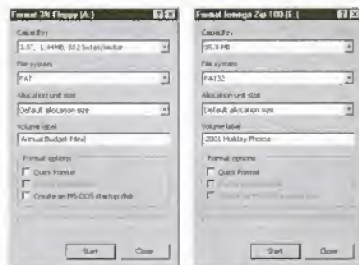 Format 3½ Floppy (A:)
Capacity:
3.5", 1.44MB, 512 bytes/sector
File system
FAT
Allocation unit size
Default allocation size
Volume label
Annual Budget Files
Format options
Quick Format
Create an MS-DOS startup disk
Start
Close
Format Iomega Zip 100 (E:)
Capacity:
95.9 MB
File system
FAT32
Allocation unit size
Default allocation size
Volume label
2001 Holiday Photos
Format options
Quick Format
Start
Close